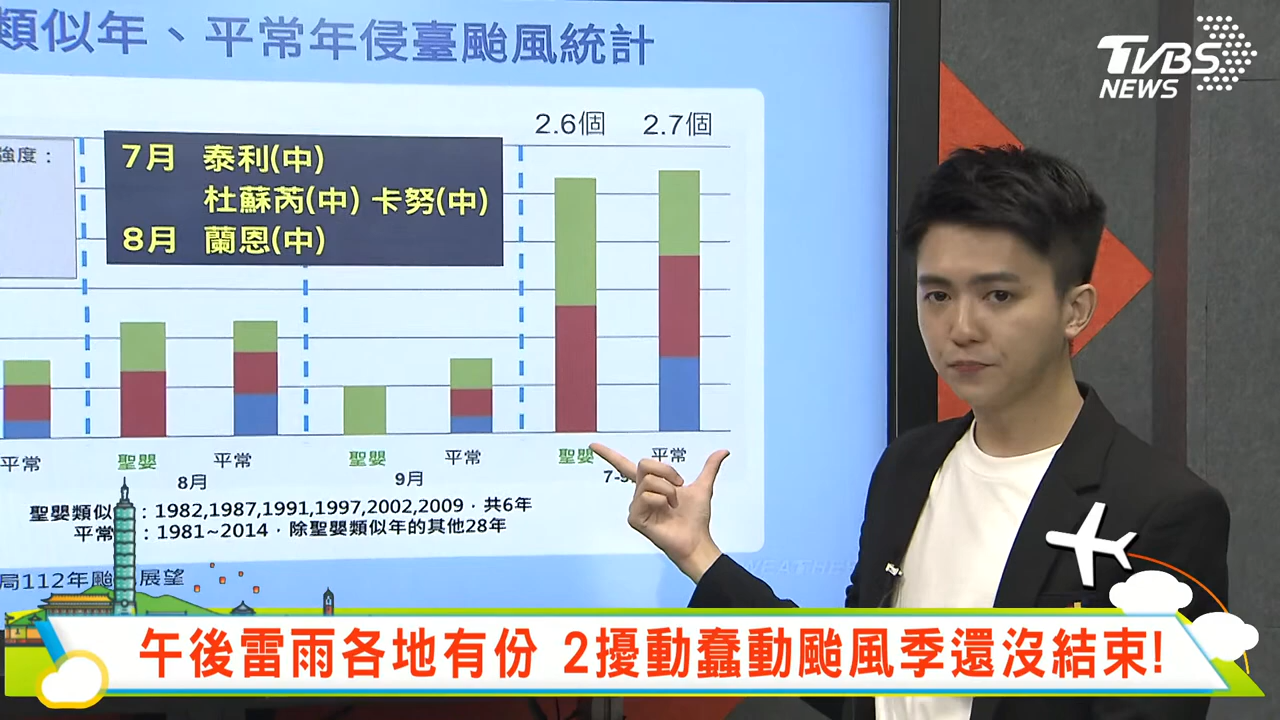 類似年、平常年侵臺颱風統計
TVBS
NEWS
強度：
7月 泰利(中)
杜蘇芮(中) 卡努(中)
8月 蘭恩(中)
2.6個 2.7個
平常 聖嬰 平常 聖嬰 平常 聖嬰 平常
8月 9月
聖嬰類似：1982,1987,1991,1997,2002,2009，共6年
平常：1981~2014，除聖嬰類似年的其他28年
局112年颱 展望
午後雷雨各地有份 2擾動蠢動颱風季還沒結束!